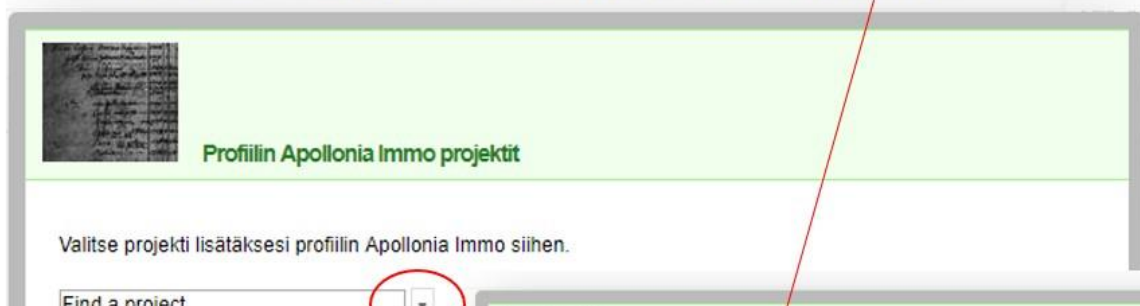 Profiilin Apollonia Immo projektit
Valitse projekti lisätäksesi profiilin Apollonia Immo siihen.
Find a project